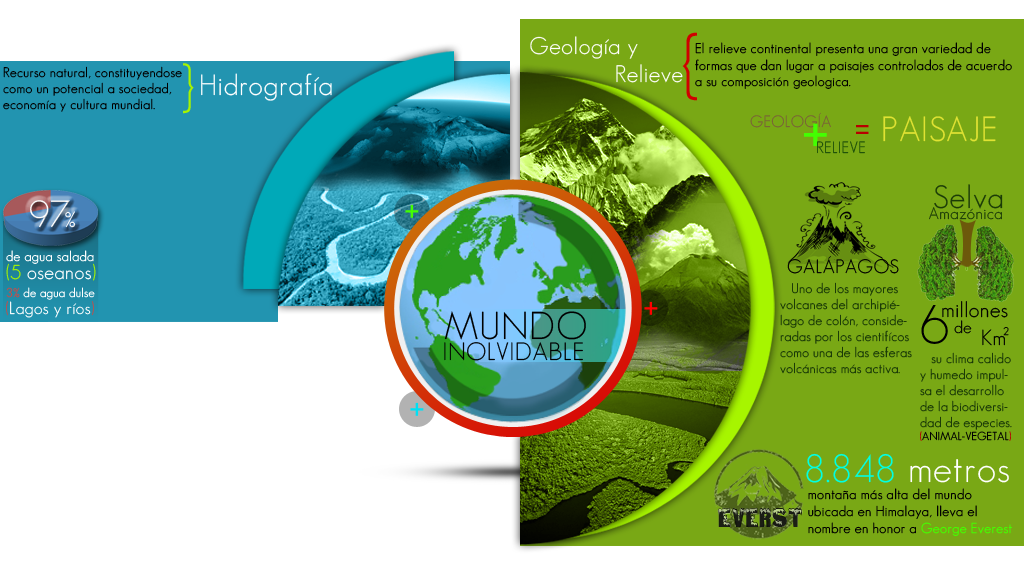 Recurso natural, constituyendose
como un potencial a sociedad,
economía y cultura mundial.
Hidrografía
97%
de agua salada
(5 oseanos)
3% de agua dulse
(Lagos y ríos)
MUNDO
INOLVIDABLE
Geología y
Relieve
El relieve continental presenta una gran variedad de
formas que dan lugar a paisajes controlados de acuerdo
a su composición geologica.
GEOLOGÍA
+
RELIEVE
= PAISAJE
GALÁPAGOS
Uno de los mayores
volcanes del archipié-
lago de colón, conside-
radas por los cientifícos
como una de las esferas
volcánicas más activa.
Selva
Amazónica
6 millones
de Km²
su clima calido
y humedo impul-
sa el desarrollo
de la biodiversi-
dad de especies.
(ANIMAL-VEGETAL)
EVERST
8.848 metros
montaña más alta del mundo
ubicada en Himalaya, lleva el
nombre en honor a George Everest